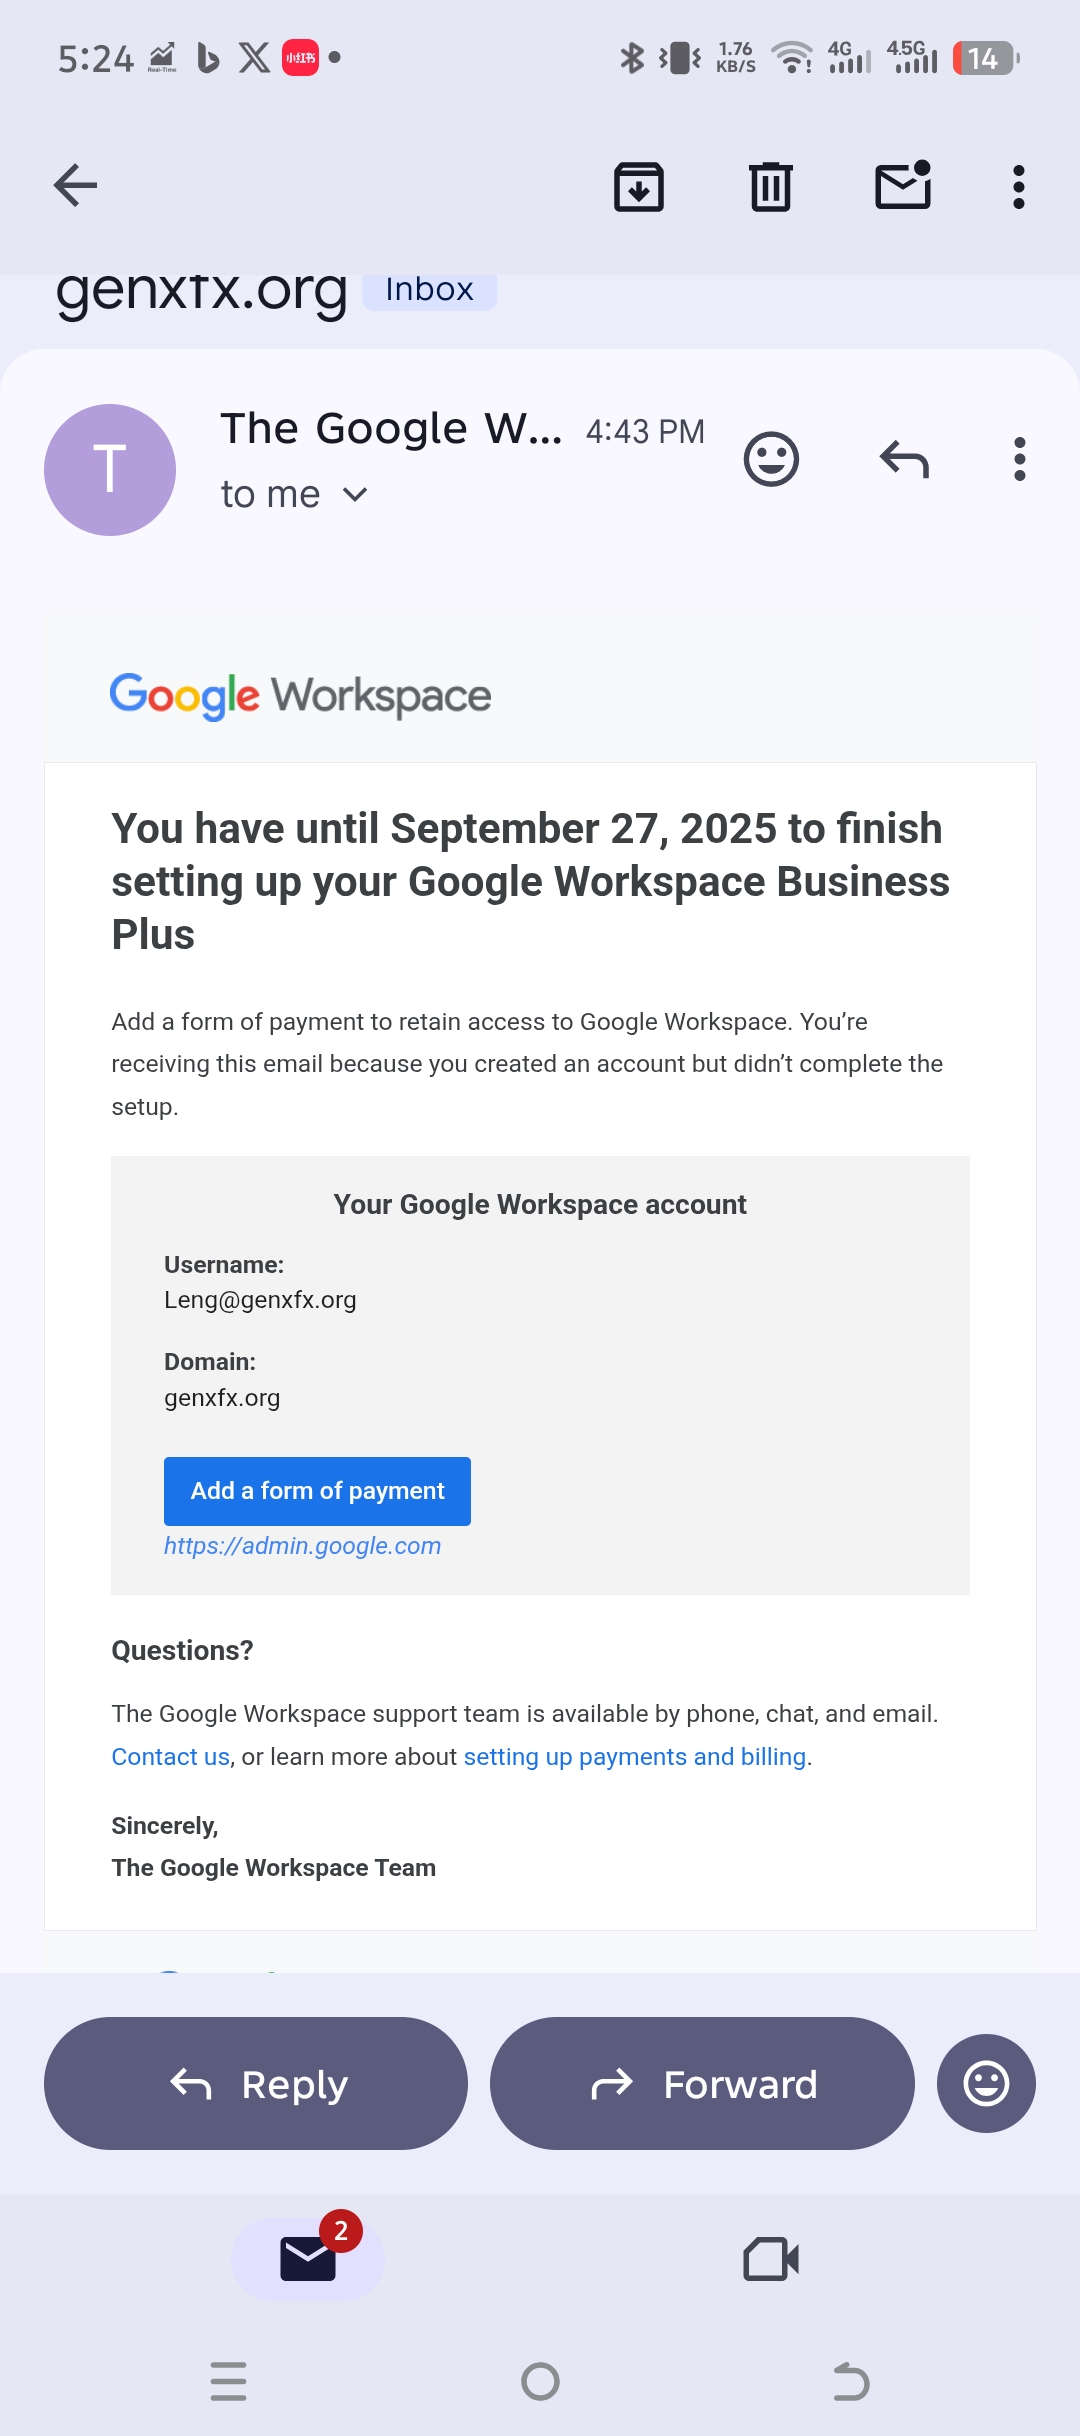 5:24
Real-Time
小红书
1.76
KB/S
4G
4.5G
14
genxfx.org Inbox
T
The Google W... 4:43 PM
to me
Google Workspace
You have until September 27, 2025 to finish
setting up your Google Workspace Business
Plus
Add a form of payment to retain access to Google Workspace. You’re
receiving this email because you created an account but didn’t complete the
setup.
Your Google Workspace account
Username:
Leng@genxfx.org
Domain:
genxfx.org
Add a form of payment
https://admin.google.com
Questions?
The Google Workspace support team is available by phone, chat, and email.
Contact us, or learn more about setting up payments and billing.
Sincerely,
The Google Workspace Team
Reply
Forward
2